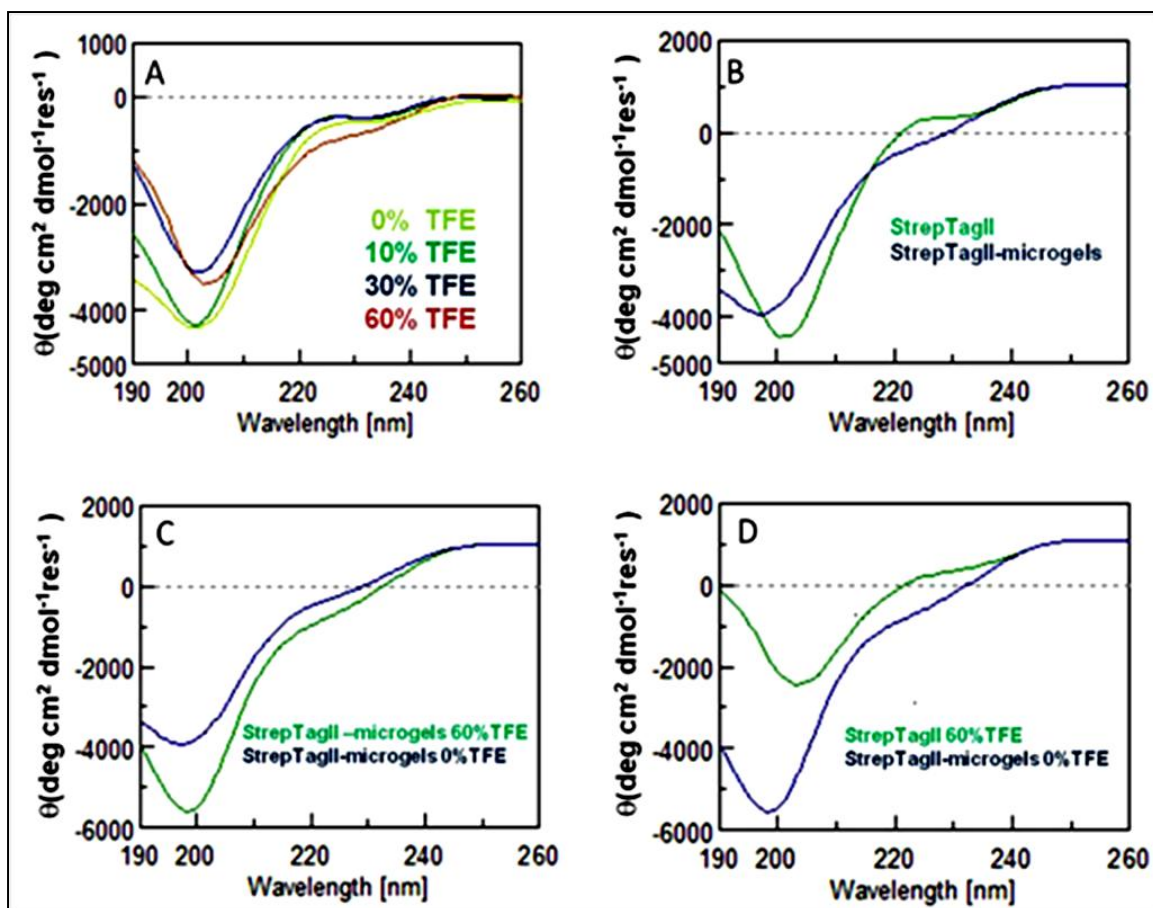 A
1000
0
-2000
-4000
-5000
190 200 220 240 260
Wavelength [nm]
θ(deg cm² dmol⁻¹res⁻¹ )
0% TFE
10% TFE
30% TFE
60% TFE
B
2000
0
-2000
-4000
-5000
190 200 220 240 260
Wavelength [nm]
θ(deg cm² dmol⁻¹res⁻¹ )
StrepTagII
StrepTagII-microgels
C
2000
0
-2000
-4000
-6000
190 200 220 240 260
Wavelength [nm]
θ(deg cm² dmol⁻¹res⁻¹ )
StrepTagII –microgels 60%TFE
StrepTagII-microgels 0%TFE
D
2000
0
-2000
-4000
-6000
190 200 220 240 260
Wavelength [nm]
θ(deg cm² dmol⁻¹res⁻¹ )
StrepTagII 60%TFE
StrepTagII-microgels 0%TFE